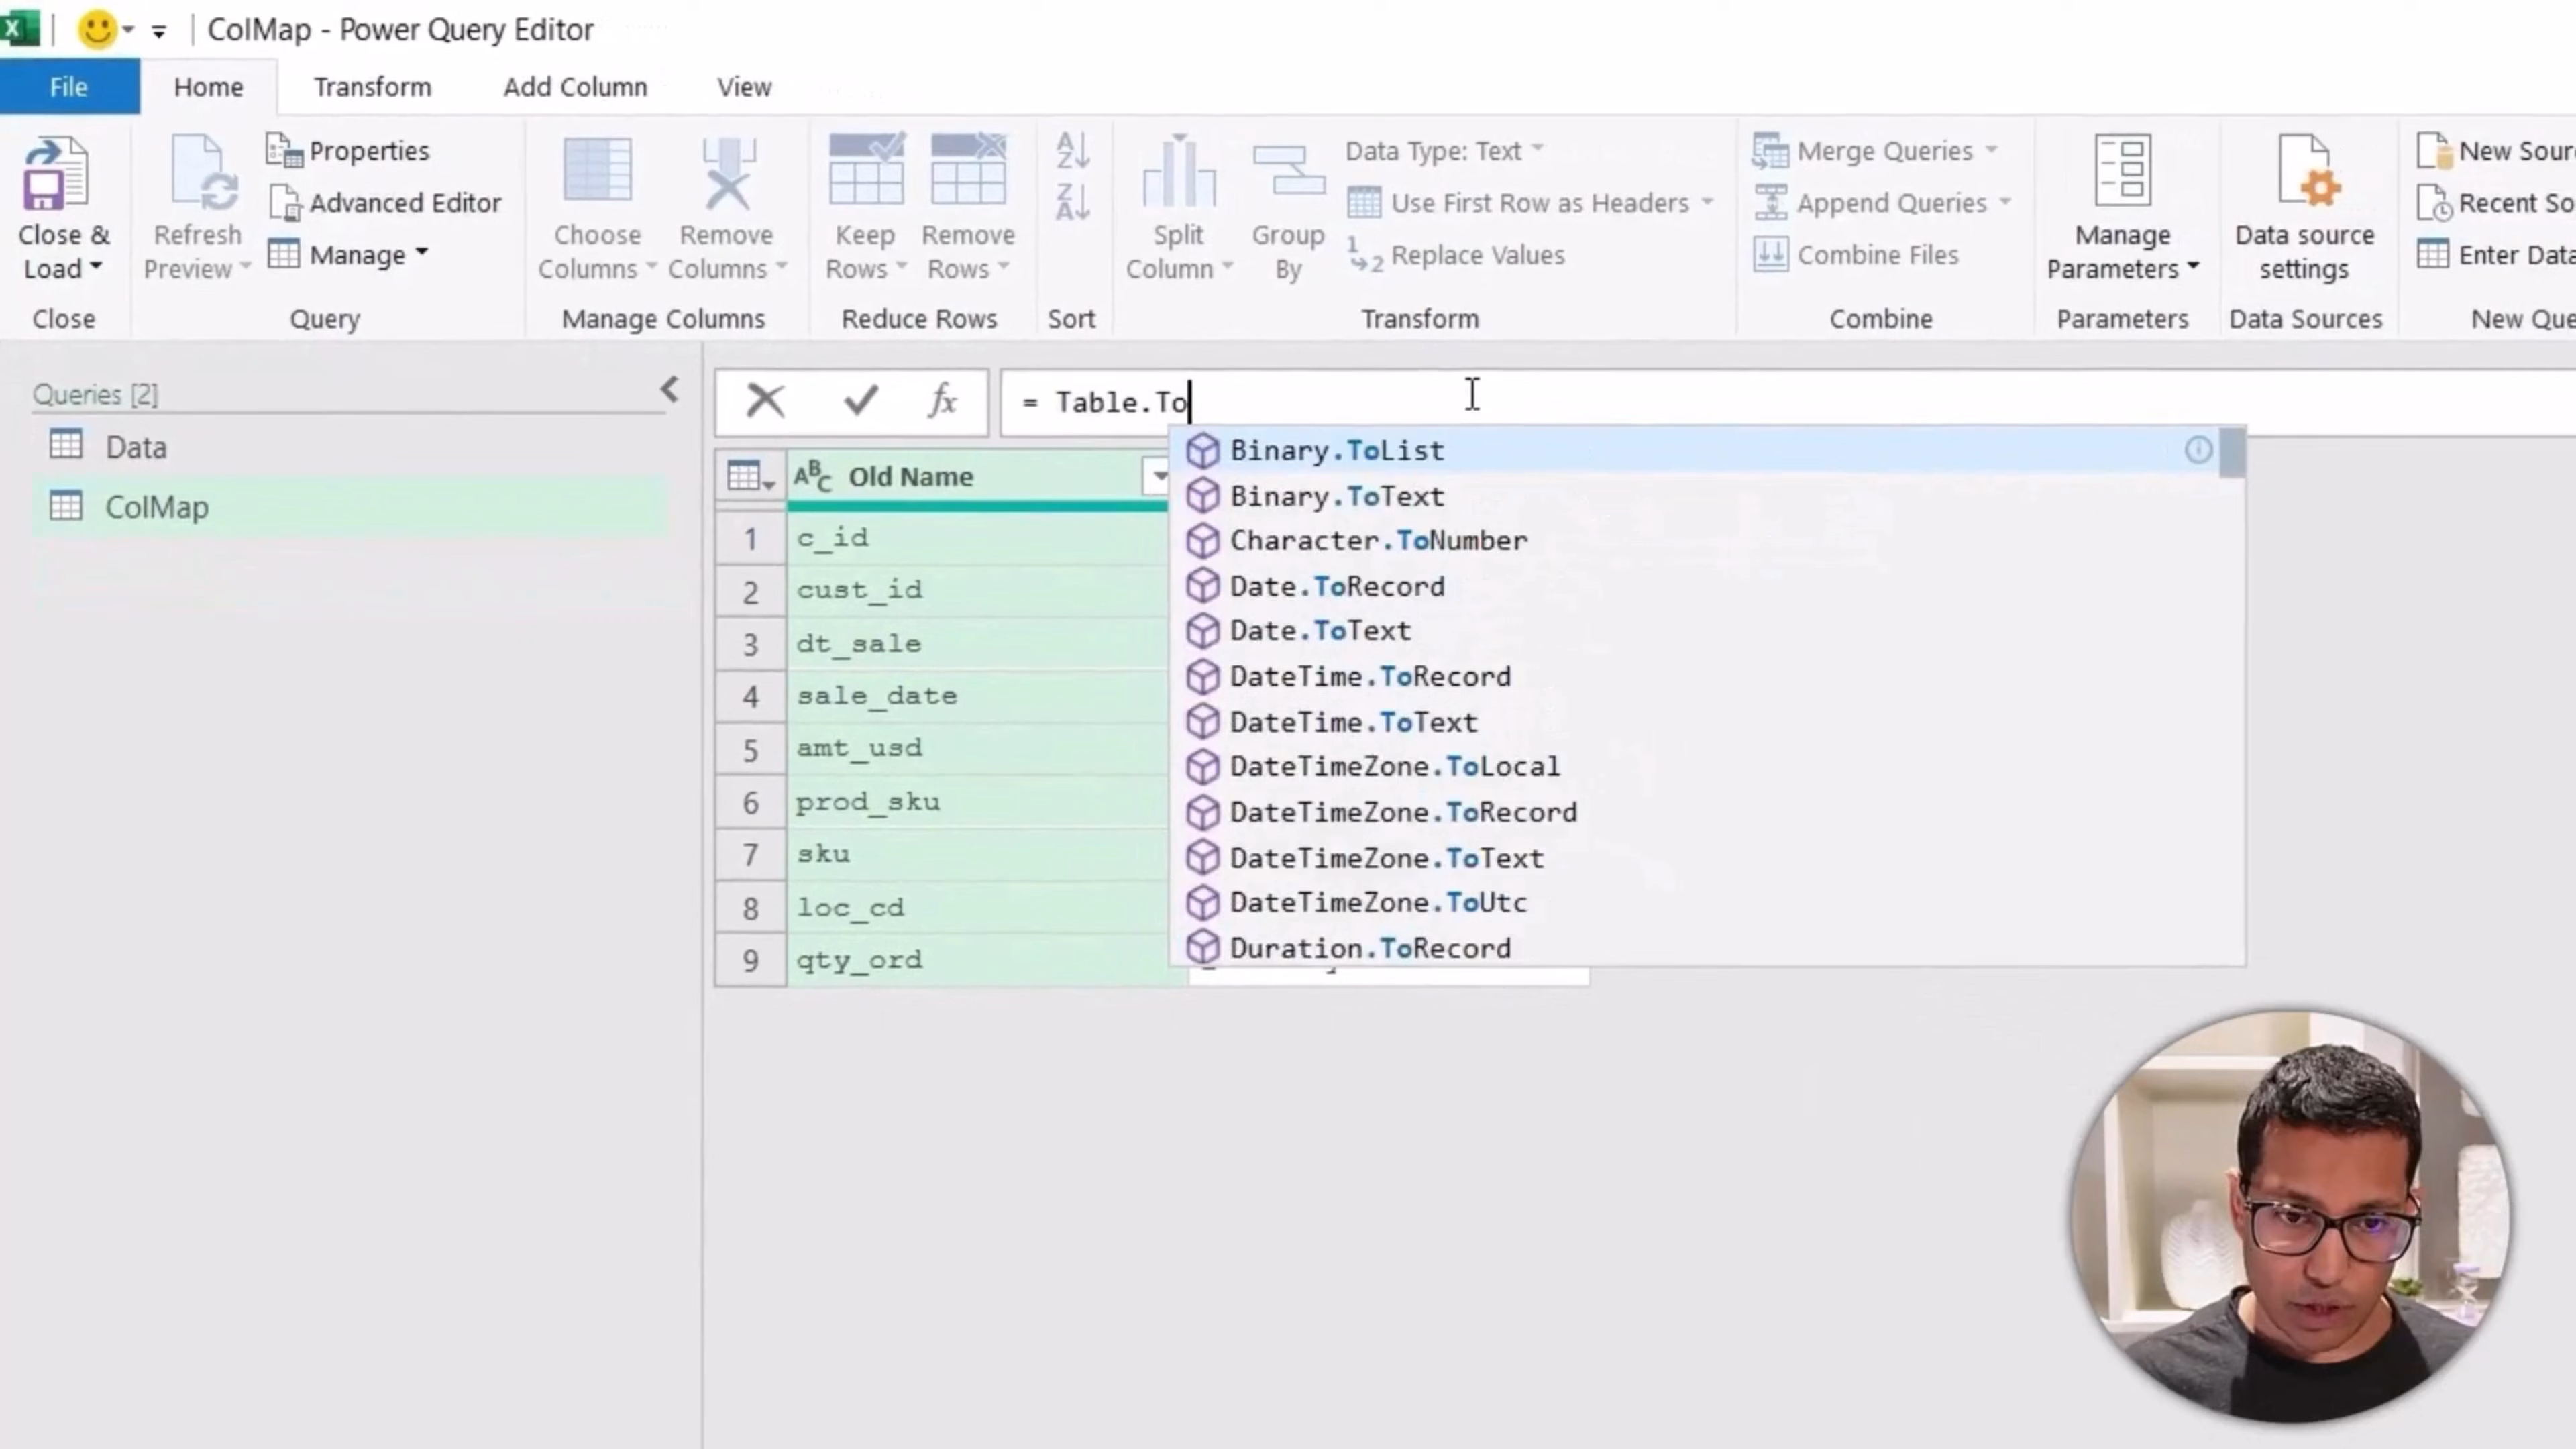 ColMap - Power Query Editor
File
Home
Transform
Add Column
View
Close &
Load
Close
Refresh
Preview
Properties
Advanced Editor
Manage
Query
Choose
Columns
Remove
Columns
Manage Columns
Keep
Rows
Remove
Rows
Reduce Rows
Sort
Split
Column
Group
By
Data Type: Text
Use First Row as Headers
Replace Values
Transform
Merge Queries
Append Queries
Combine Files
Combine
Manage
Parameters
Parameters
Data source
settings
Data Sources
New Sour
Recent So
Enter Data
New Que
Queries [2]
Data
ColMap
fx
= Table.To
Old Name
1 c_id
2 cust_id
3 dt_sale
4 sale_date
5 amt_usd
6 prod_sku
7 sku
8 loc_cd
9 qty_ord
Binary.ToList
Binary.ToText
Character.ToNumber
Date.ToRecord
Date.ToText
DateTime.ToRecord
DateTime.ToText
DateTimeZone.ToLocal
DateTimeZone.ToRecord
DateTimeZone.ToText
DateTimeZone.ToUtc
Duration.ToRecord